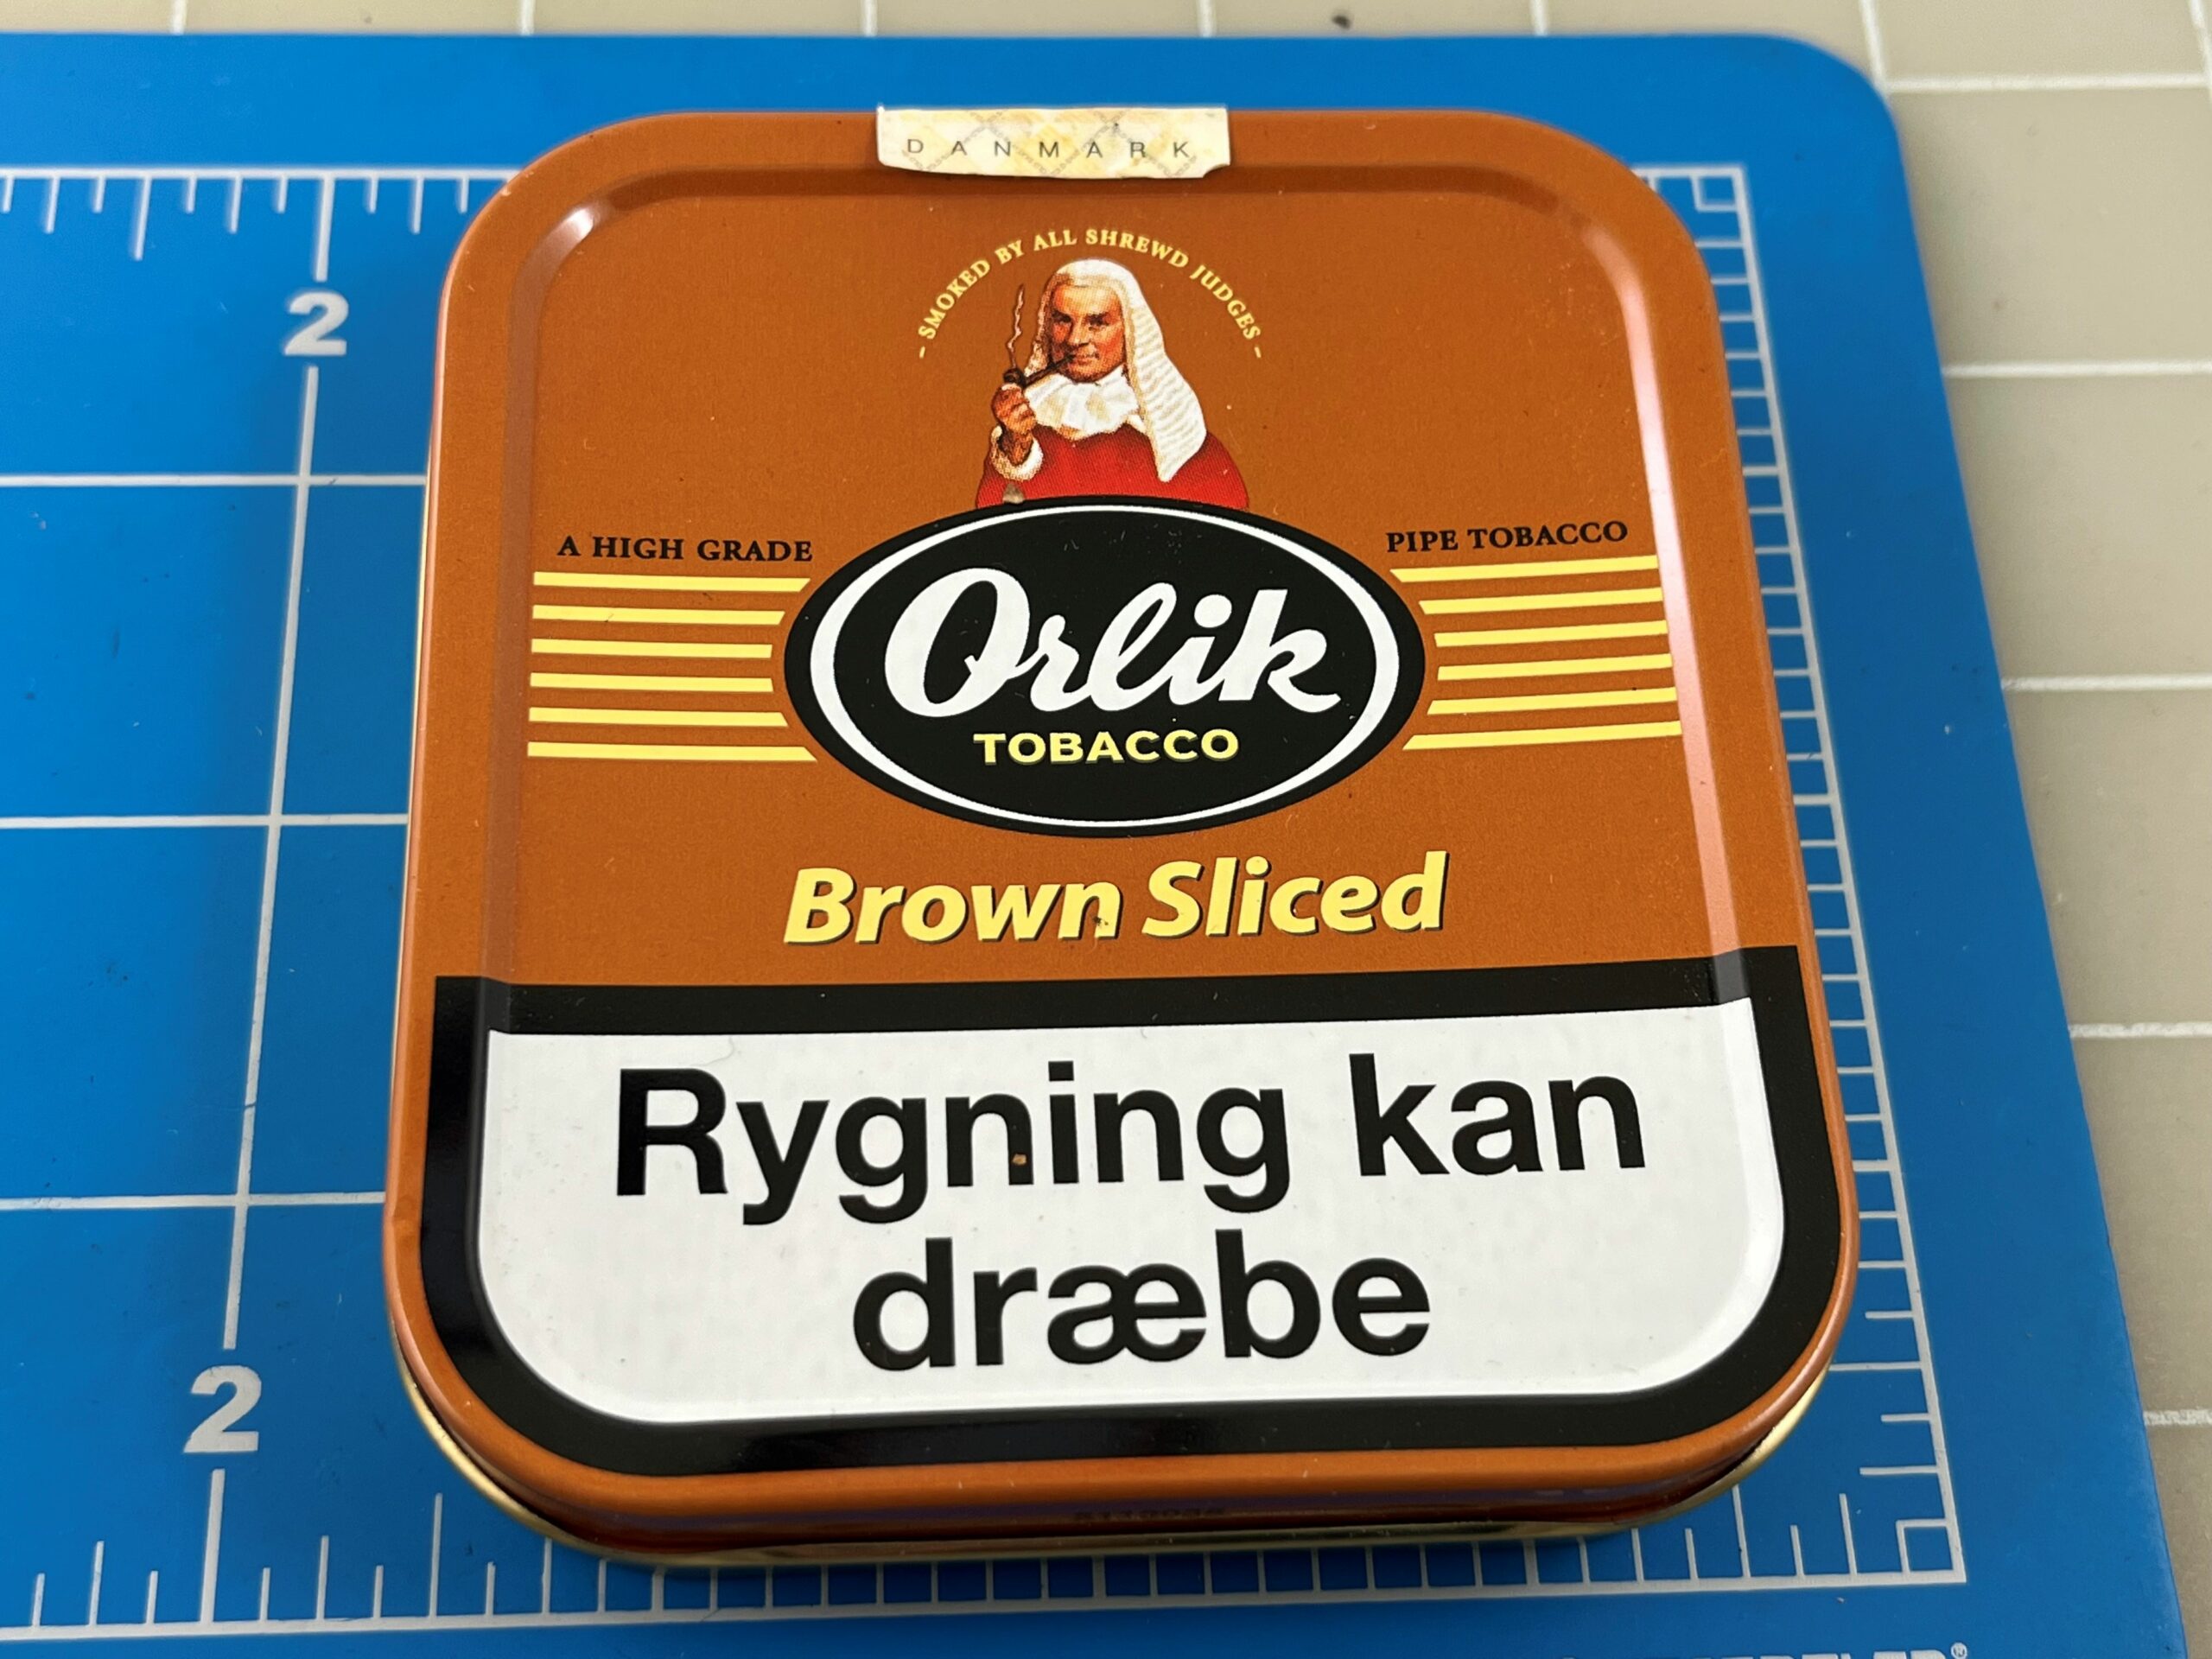 DANMARK
- SMOKED BY ALL SHREWD JUDGES -
A HIGH GRADE
PIPE TOBACCO
Orlik
TOBACCO
Brown Sliced
Rygning kan
dræbe
2
2